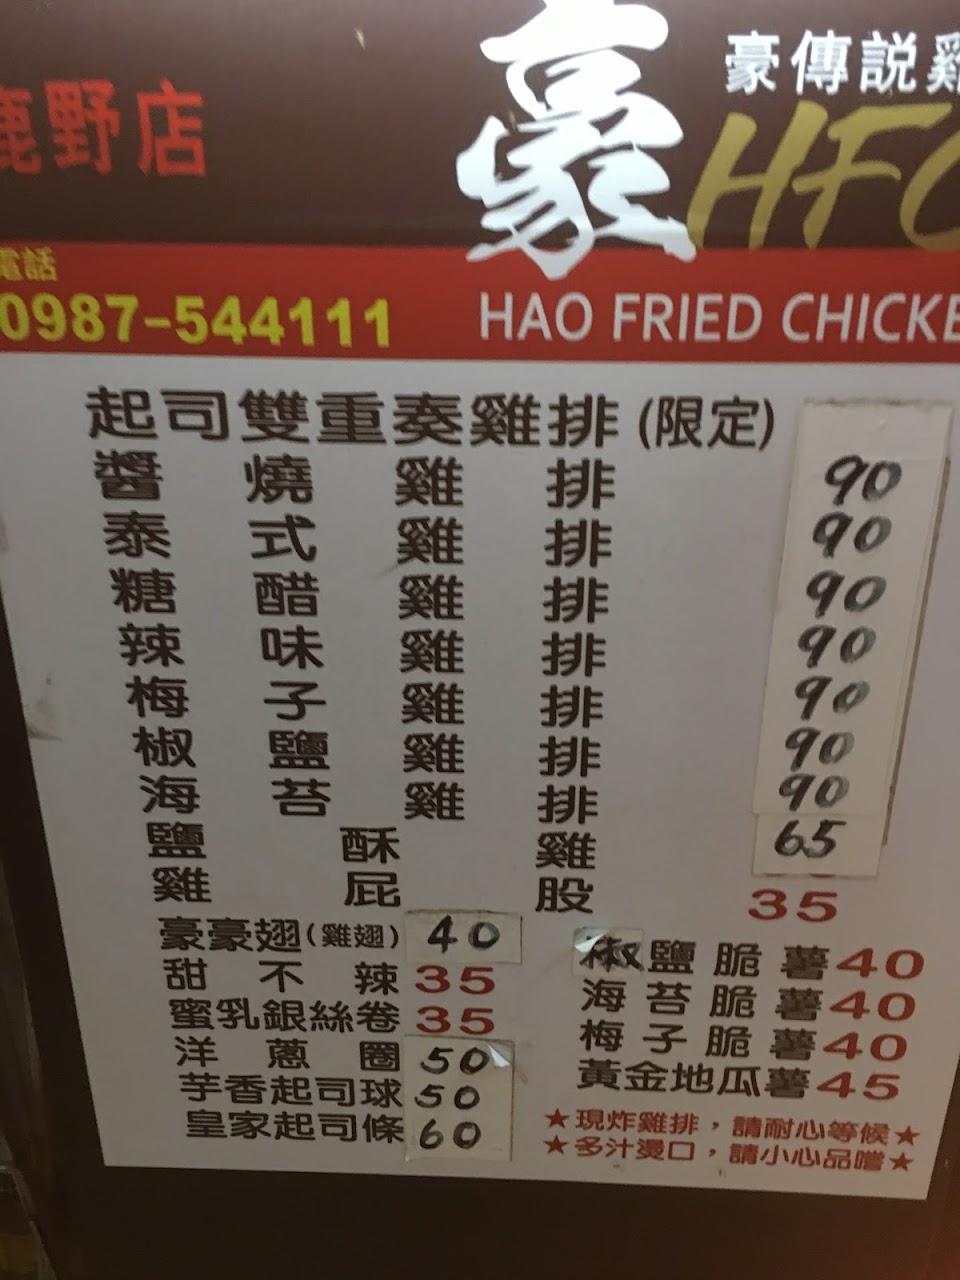 豪 豪傳說雞
野店
HFC
電話
0987-544111
HAO FRIED CHICKE
起司雙重奏雞排(限定)
醬燒雞排 90
泰式雞排 90
糖醋雞排 90
辣味雞排 90
梅子雞排 90
椒鹽雞排 90
海苔雞排 90
鹽酥雞 65
雞屁股 35
豪豪翅(雞翅) 40
甜不辣 35
蜜乳銀絲卷 35
洋蔥圈 50
芋香起司球 50
皇家起司條 60
椒鹽脆薯 40
海苔脆薯 40
梅子脆薯 40
黃金地瓜薯 45
★現炸雞排，請耐心等候★
★多汁燙口，請小心品嚐★